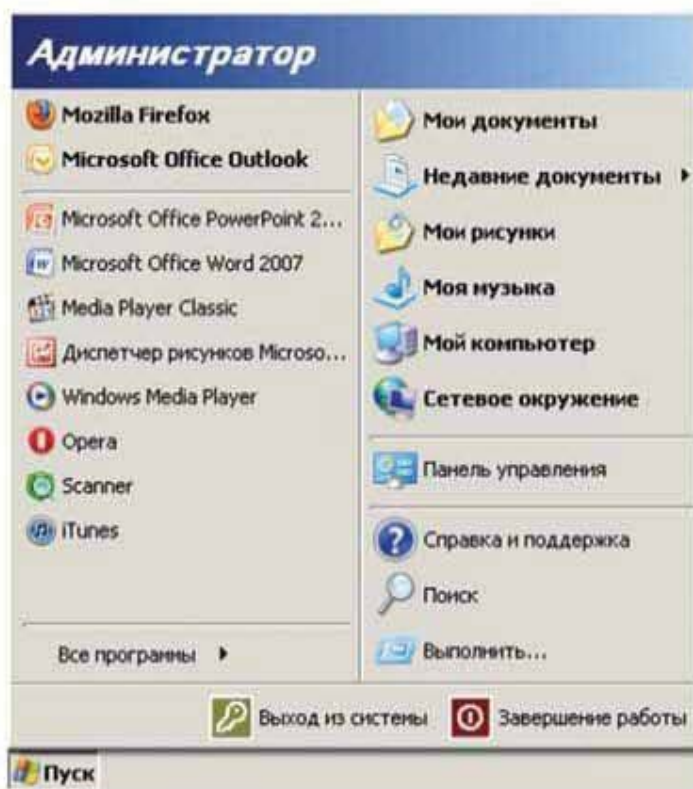 Администратор
Mozilla Firefox
Microsoft Office Outlook
Microsoft Office PowerPoint 2...
Microsoft Office Word 2007
Media Player Classic
Диспетчер рисунков Microso...
Windows Media Player
Opera
Scanner
iTunes
Все программы
Мои документы
Недавние документы
Мои рисунки
Моя музыка
Мой компьютер
Сетевое окружение
Панель управления
Справка и поддержка
Поиск
Выполнить...
Выход из системы
Завершение работы
Пуск